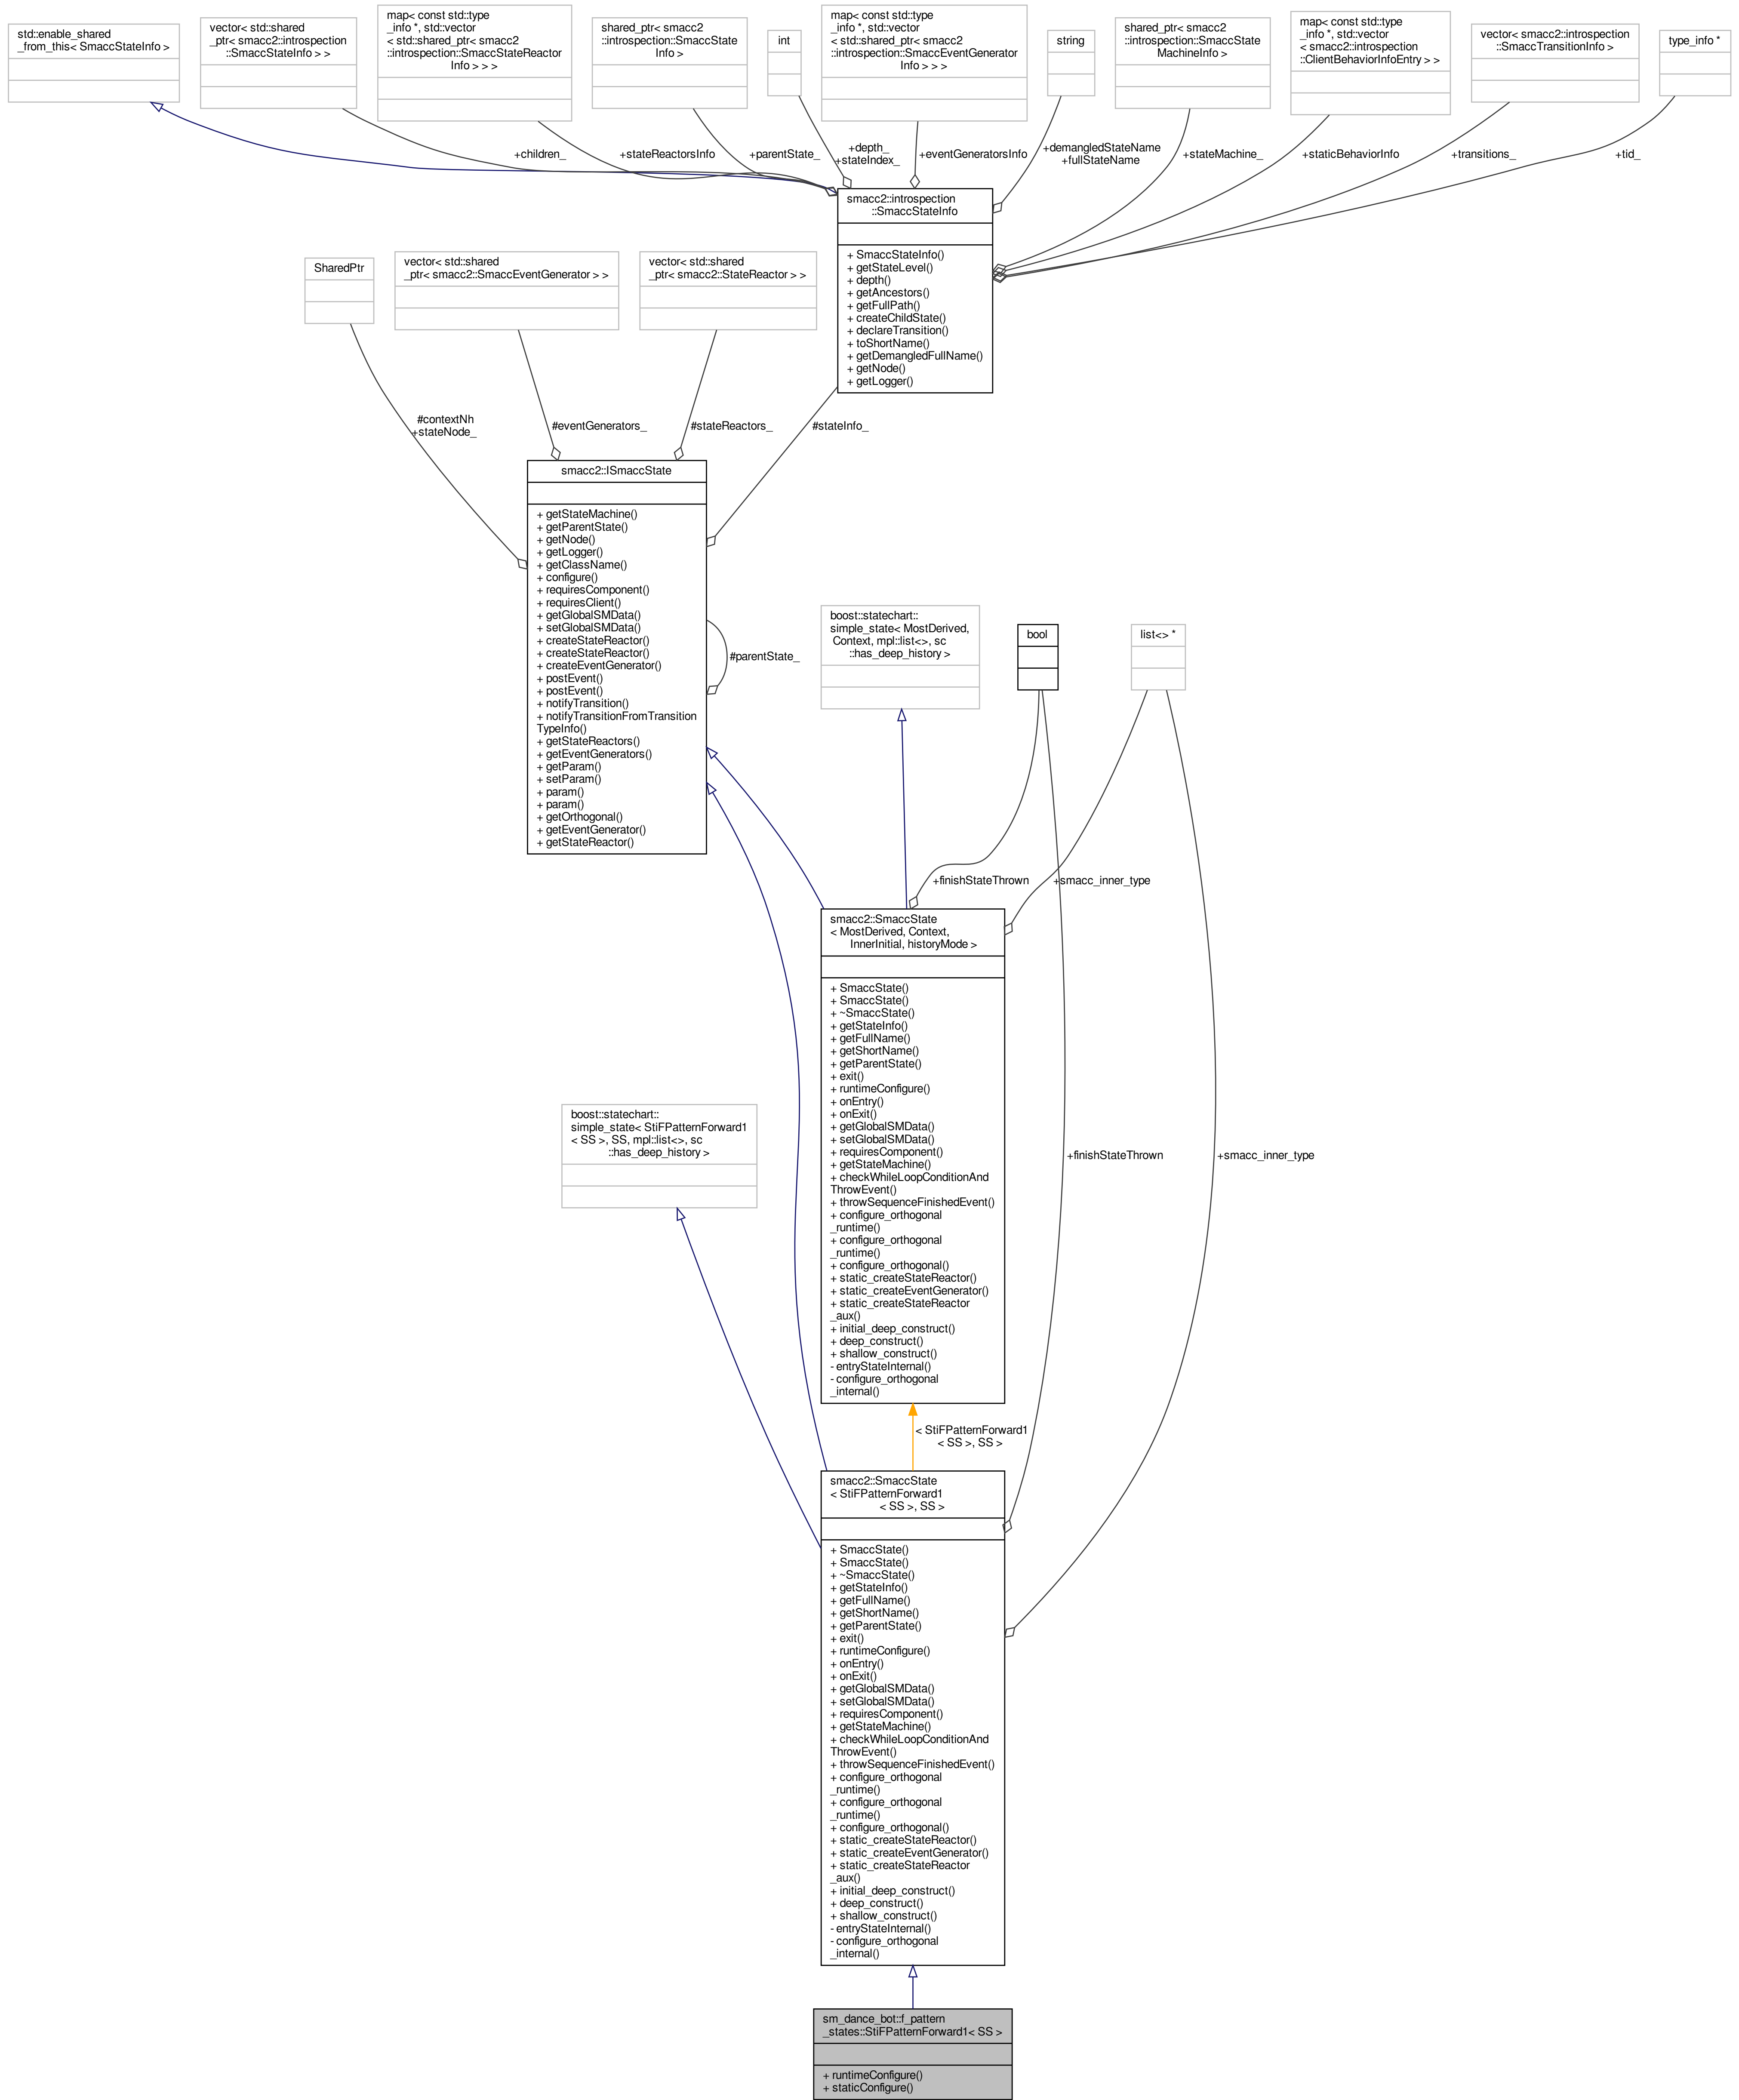 std::enable_shared
_from_this< SmaccStateInfo >
vector< std::shared
_ptr< smacc2::introspection
::SmaccStateInfo > >
map< const std::type
_info *, std::vector
< std::shared_ptr< smacc2
::introspection::SmaccStateReactor
Info > > >
shared_ptr< smacc2
::introspection::SmaccState
Info >
int
map< const std::type
_info *, std::vector
< std::shared_ptr< smacc2
::introspection::SmaccEventGenerator
Info > > >
string
shared_ptr< smacc2
::introspection::SmaccState
MachineInfo >
map< const std::type
_info *, std::vector
< smacc2::introspection
::ClientBehaviorInfoEntry > >
vector< smacc2::introspection
::SmaccTransitionInfo >
type_info *
+children_
+stateReactorsInfo
+parentState_
+depth_
+stateIndex_
+eventGeneratorsInfo
+demangledStateName
+fullStateName
+stateMachine_
+staticBehaviorInfo
+transitions_
+tid_
smacc2::introspection
::SmaccStateInfo
+ SmaccStateInfo()
+ getStateLevel()
+ depth()
+ getAncestors()
+ getFullPath()
+ createChildState()
+ declareTransition()
+ toShortName()
+ getDemangledFullName()
+ getNode()
+ getLogger()
SharedPtr
vector< std::shared
_ptr< smacc2::SmaccEventGenerator > >
vector< std::shared
_ptr< smacc2::StateReactor > >
#contextNh
+stateNode_
#eventGenerators_
#stateReactors_
#stateInfo_
smacc2::ISmaccState
+ getStateMachine()
+ getParentState()
+ getNode()
+ getLogger()
+ getClassName()
+ configure()
+ requiresComponent()
+ requiresClient()
+ getGlobalSMData()
+ setGlobalSMData()
+ createStateReactor()
+ createStateReactor()
+ createEventGenerator()
+ postEvent()
+ postEvent()
+ notifyTransition()
+ notifyTransitionFromTransition
TypeInfo()
+ getStateReactors()
+ getEventGenerators()
+ getParam()
+ setParam()
+ param()
+ param()
+ getOrthogonal()
+ getEventGenerator()
+ getStateReactor()
#parentState_
boost::statechart::
simple_state< MostDerived,
Context, mpl::list<>, sc
::has_deep_history >
bool
list<> *
+finishStateThrown
+smacc_inner_type
smacc2::SmaccState
< MostDerived, Context,
InnerInitial, historyMode >
+ SmaccState()
+ SmaccState()
+ ~SmaccState()
+ getStateInfo()
+ getFullName()
+ getShortName()
+ getParentState()
+ exit()
+ runtimeConfigure()
+ onEntry()
+ onExit()
+ getGlobalSMData()
+ setGlobalSMData()
+ requiresComponent()
+ getStateMachine()
+ checkWhileLoopConditionAnd
ThrowEvent()
+ throwSequenceFinishedEvent()
+ configure_orthogonal
_runtime()
+ configure_orthogonal
_runtime()
+ configure_orthogonal()
+ static_createStateReactor()
+ static_createEventGenerator()
+ static_createStateReactor
_aux()
+ initial_deep_construct()
+ deep_construct()
+ shallow_construct()
- entryStateInternal()
- configure_orthogonal
_internal()
boost::statechart::
simple_state< StiFPatternForward1
< SS >, SS, mpl::list<>, sc
::has_deep_history >
+finishStateThrown
+smacc_inner_type
< StiFPatternForward1
< SS >, SS >
smacc2::SmaccState
< StiFPatternForward1
< SS >, SS >
+ SmaccState()
+ SmaccState()
+ ~SmaccState()
+ getStateInfo()
+ getFullName()
+ getShortName()
+ getParentState()
+ exit()
+ runtimeConfigure()
+ onEntry()
+ onExit()
+ getGlobalSMData()
+ setGlobalSMData()
+ requiresComponent()
+ getStateMachine()
+ checkWhileLoopConditionAnd
ThrowEvent()
+ throwSequenceFinishedEvent()
+ configure_orthogonal
_runtime()
+ configure_orthogonal
_runtime()
+ configure_orthogonal()
+ static_createStateReactor()
+ static_createEventGenerator()
+ static_createStateReactor
_aux()
+ initial_deep_construct()
+ deep_construct()
+ shallow_construct()
- entryStateInternal()
- configure_orthogonal
_internal()
sm_dance_bot::f_pattern
_states::StiFPatternForward1< SS >
+ runtimeConfigure()
+ staticConfigure()